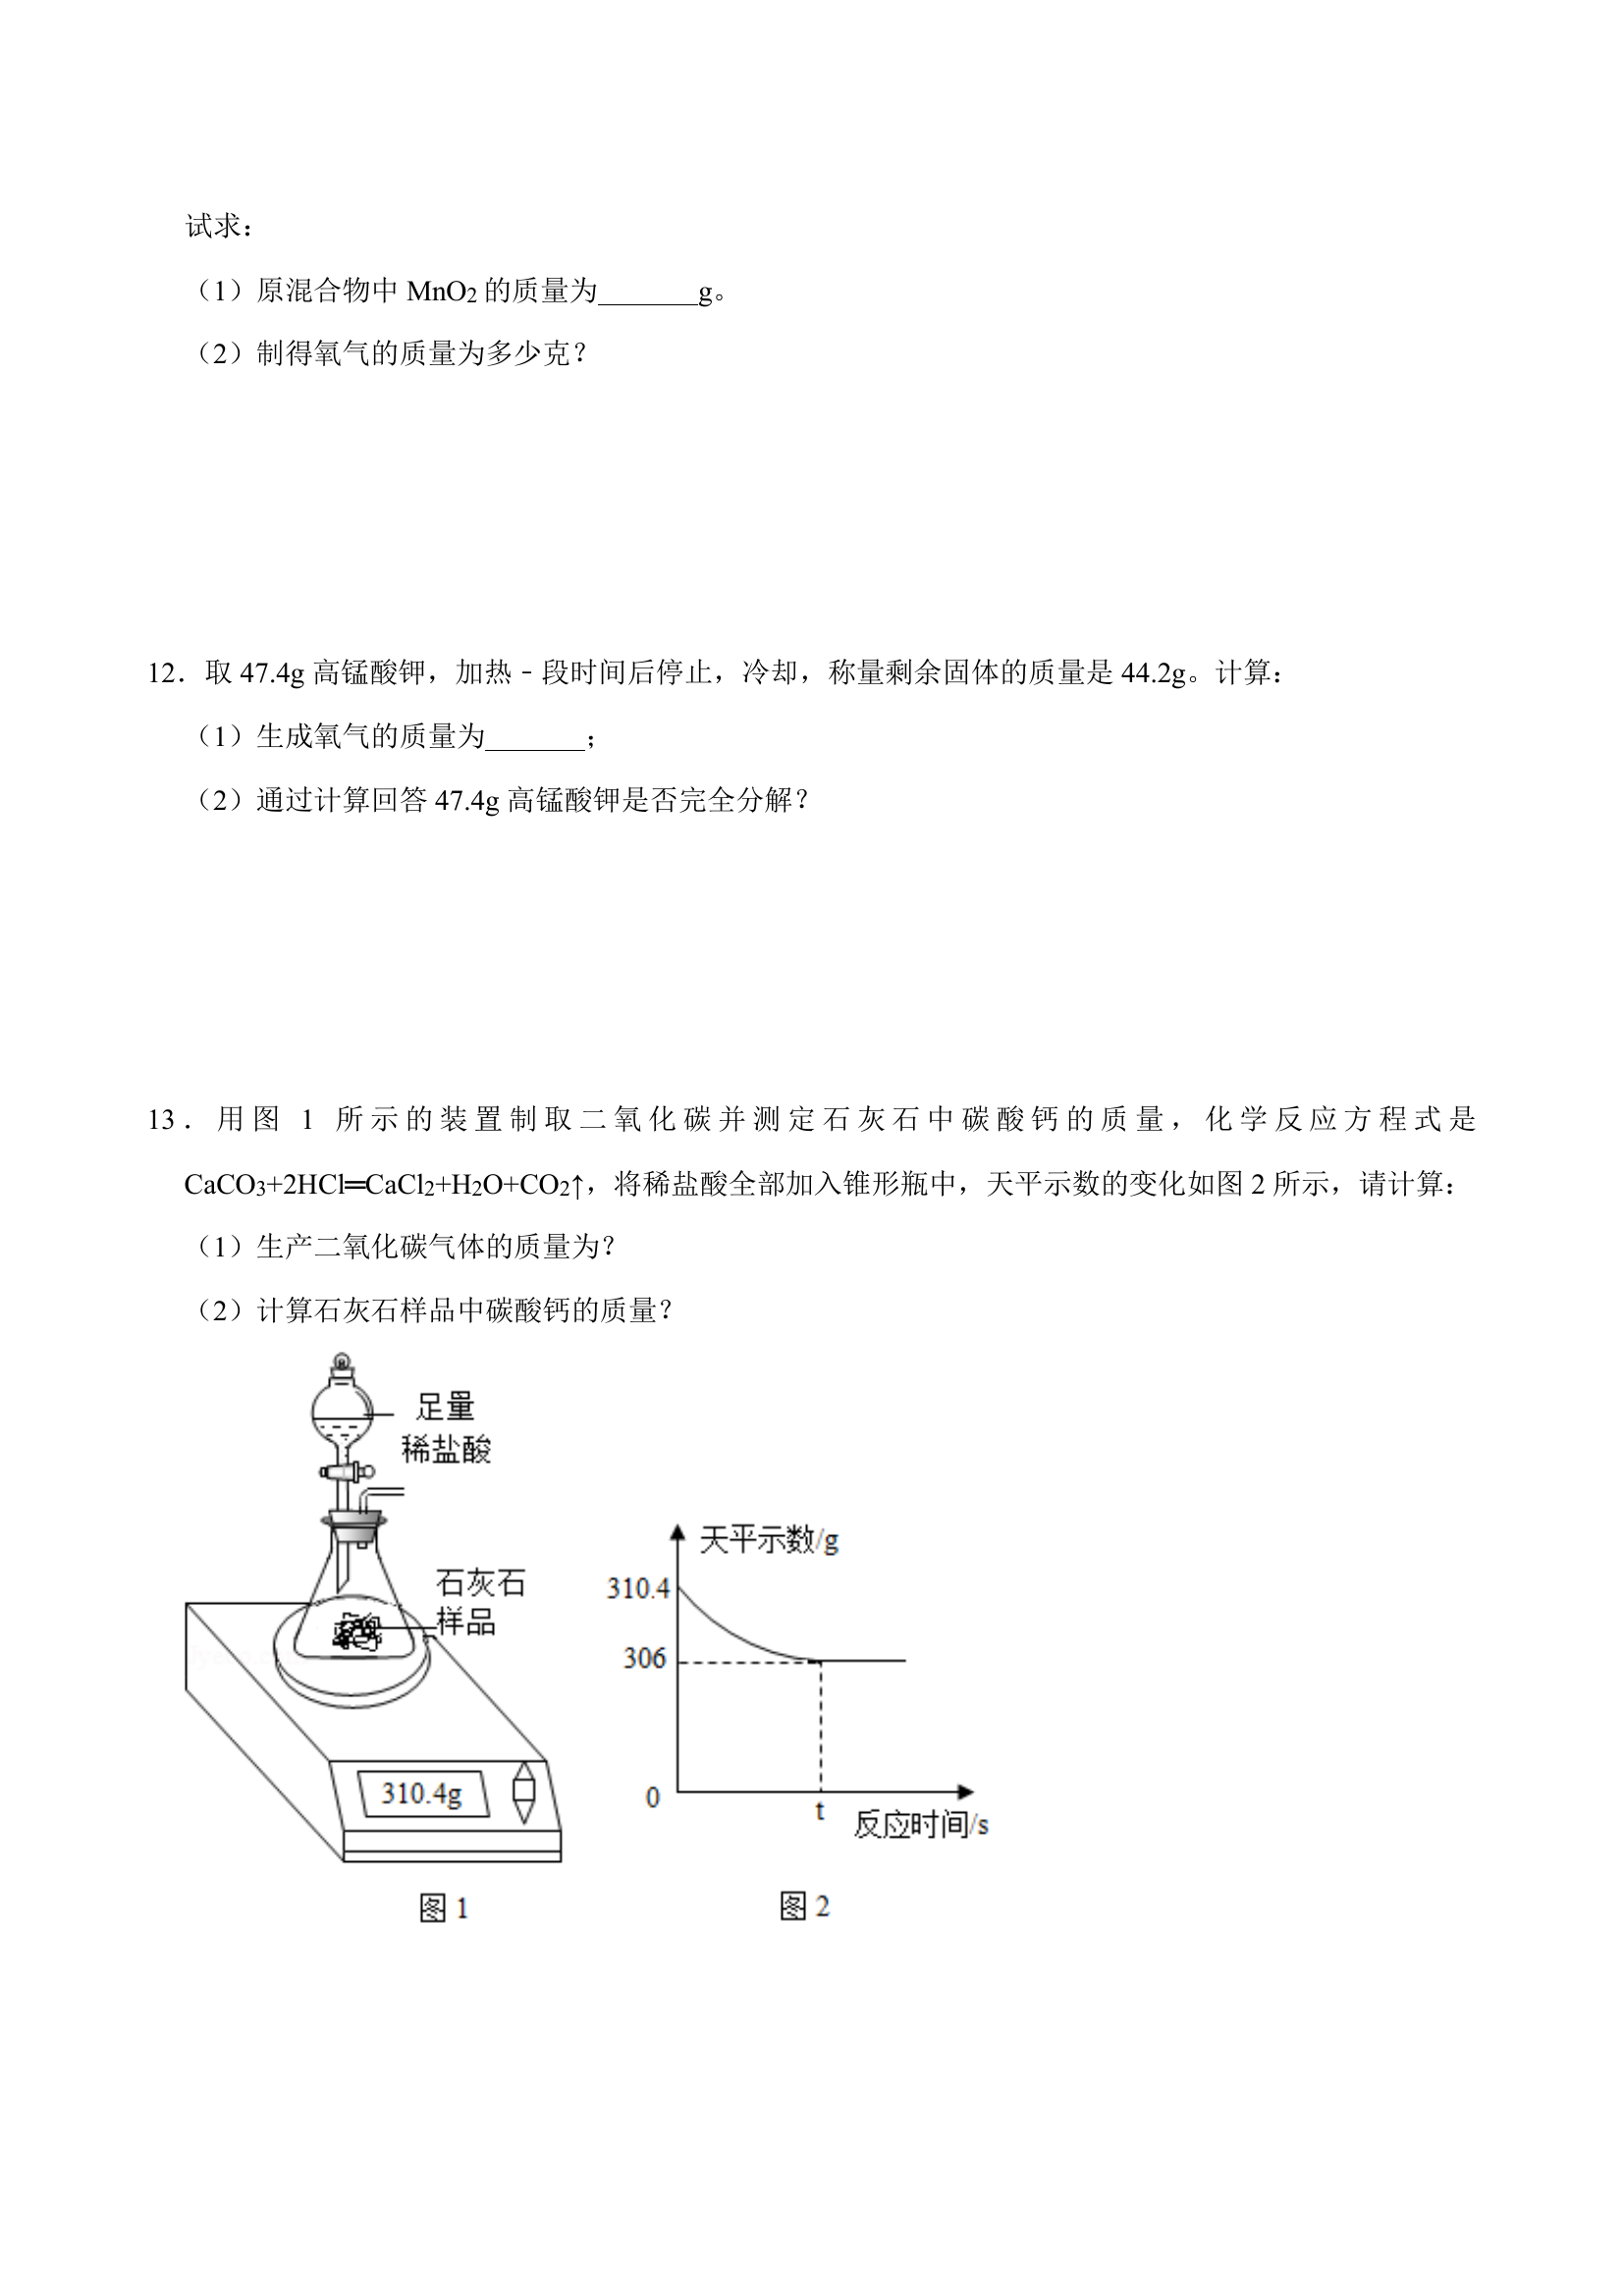 试求：
（1）原混合物中 MnO2 的质量为_______g。
（2）制得氧气的质量为多少克？
12．取 47.4g 高锰酸钾，加热﹣段时间后停止，冷却，称量剩余固体的质量是 44.2g。计算：
（1）生成氧气的质量为_______；
（2）通过计算回答 47.4g 高锰酸钾是否完全分解？
13．用图 1 所示的装置制取二氧化碳并测定石灰石中碳酸钙的质量，化学反应方程式是
CaCO3+2HCl═CaCl2+H2O+CO2↑，将稀盐酸全部加入锥形瓶中，天平示数的变化如图 2 所示，请计算：
（1）生产二氧化碳气体的质量为？
（2）计算石灰石样品中碳酸钙的质量？
足量
稀盐酸
石灰石
样品
310.4g
图 1
天平示数/g
310.4
306
0
t
反应时间/s
图 2